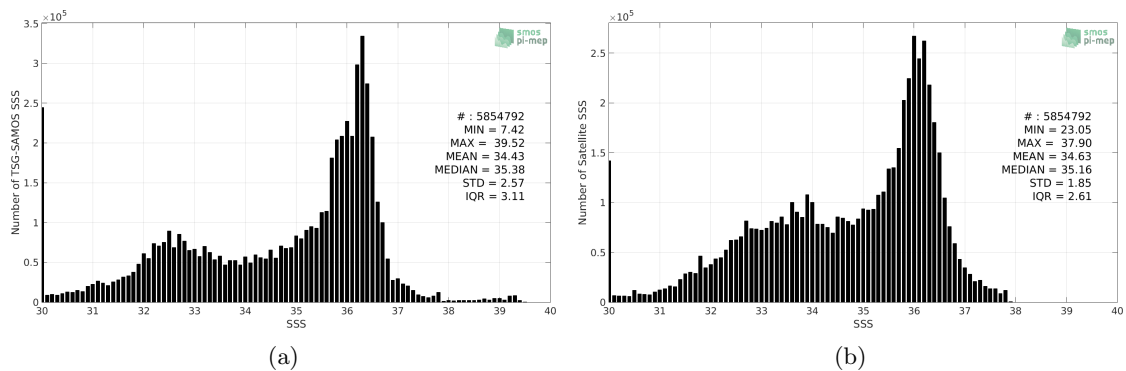 ×10⁵
3.5
3
2.5
2
1.5
1
0.5
0
Number of TSG-SAMOS SSS
smos
pi-mep
# : 5854792
MIN = 7.42
MAX = 39.52
MEAN = 34.43
MEDIAN = 35.38
STD = 2.57
IQR = 3.11
30 31 32 33 34 35 36 37 38 39 40
SSS
(a)
×10⁵
2.5
2
1.5
1
0.5
0
Number of Satellite SSS
smos
pi-mep
# : 5854792
MIN = 23.05
MAX = 37.90
MEAN = 34.63
MEDIAN = 35.16
STD = 1.85
IQR = 2.61
30 31 32 33 34 35 36 37 38 39 40
SSS
(b)